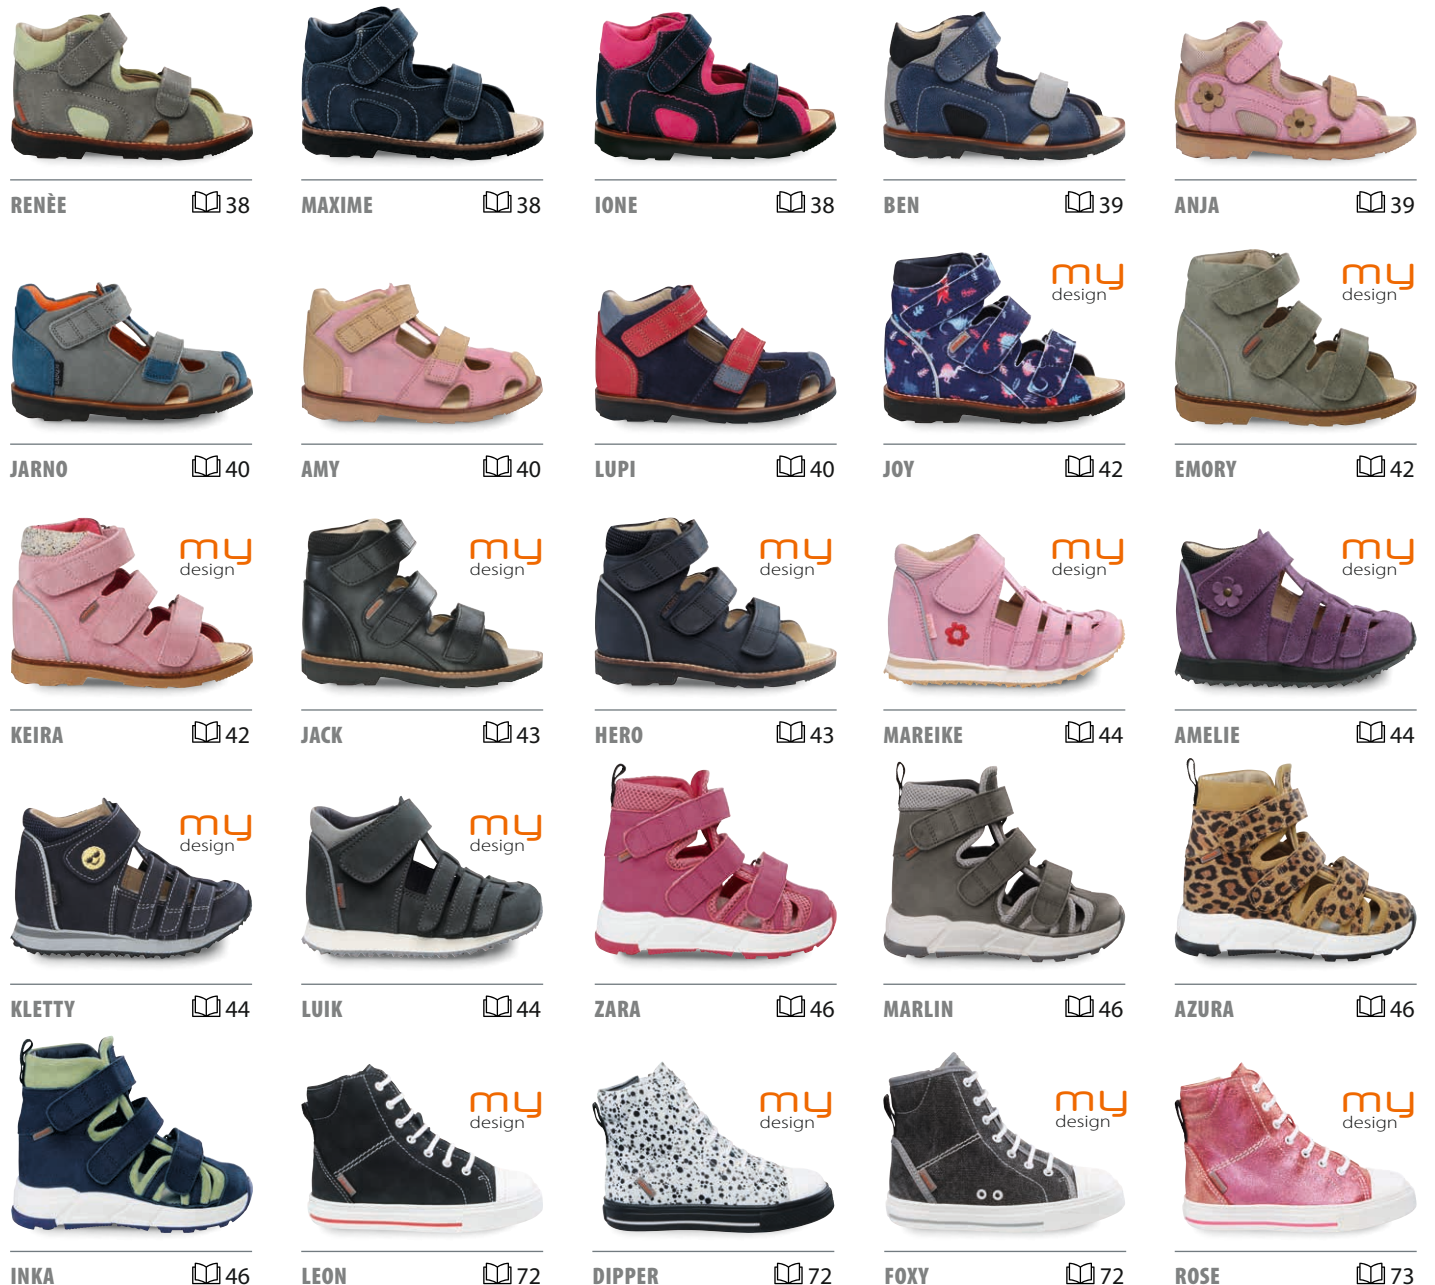 RENÈE 38 MAXIME 38 IONE 38 BEN 39 ANJA 39
my my
design design
JARNO 40 AMY 40 LUPI 40 JOY 42 EMORY 42
my my my my my
design design design design design
KEIRA 42 JACK 43 HERO 43 MAREIKE 44 AMELIE 44
my my
design design
KLETTY 44 LUIK 44 ZARA 46 MARLIN 46 AZURA 46
my my my my
design design design design
INKA 46 LEON 72 DIPPER 72 FOXY 72 ROSE 73